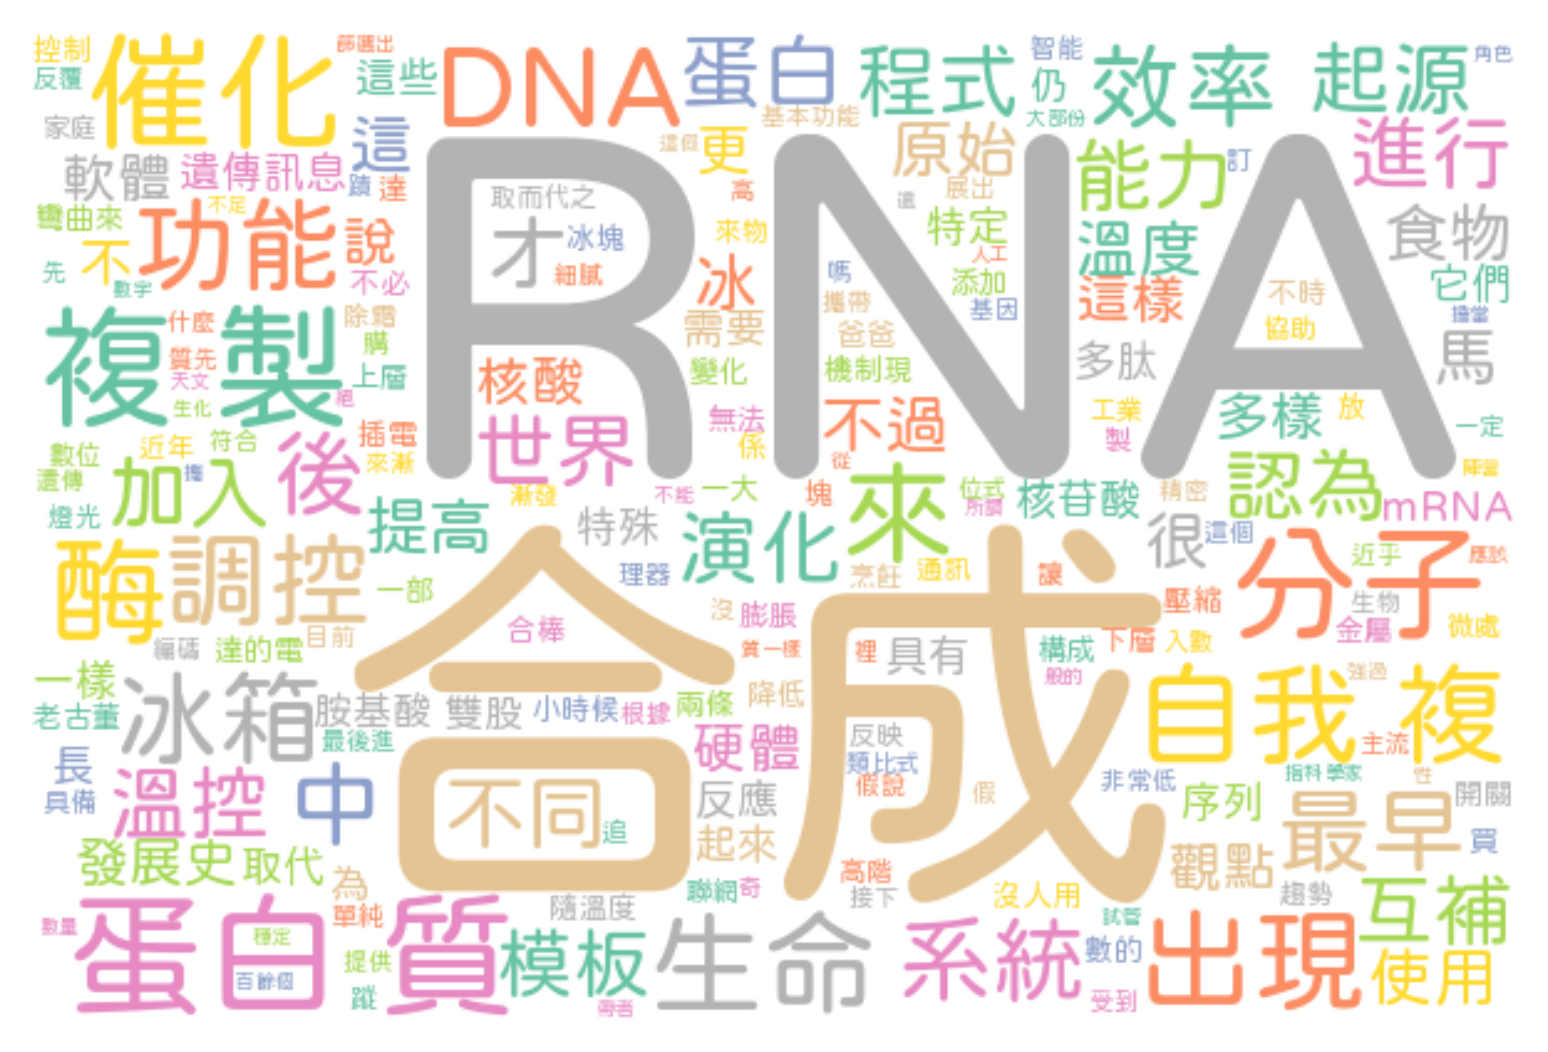 控制 催化 篩選出 這些 DNA 蛋白 程式 智能 仍 效率 起源 角色
反覆 基本功能 大部份
家庭 這 這假 更 原始 能力 訂 進行
軟體 遺傳訊息 蹟 達 RNA 高 展出
彎曲來 功能 不足 說 取而代之 來物 還 特定 溫度 食物
不 才 冰塊 人工
先 數字 不必 細膩 冰 嗎 添加 這樣 不時 它們
複製 什麼 除霜 需要 攜帶 爸爸 基因 協助 擔當
質先 購 多肽 馬
天文 上層 核酸 變化 機制現
生化 絕 世界 無法 不過 工業 多樣 放
數位 近年 符合 後 插電 係 從 製 一定
遺傳 加入 攜 來漸 來 認為 陣營
燈光 提高 漸發 不能 一大 塊 位式 所謂 核苷酸 精密 mRNA
酶 調控 特殊 演化 很 這個 分子 近乎 應該
一部 合成 理器 烹飪 通訊 讓 壓縮 生物
編碼 達的電 目前 合棒 沒 膨脹 下層 入數 金屬 微處
一樣 質一樣 裡 具有 構成 般的 自我複 強過
老古董 冰箱 胺基酸 雙股 小時候 根據 兩條 降低
最後進 硬體 反映 主流
長 溫控 中 類比式 指科學家 性
具備 不同 追 反應 假說 假 非常低 序列 最早 開關
發展史 取代 起來 觀點 買
為 高階 趨勢 互補
單純 隨溫度 聯網 奇 接下 沒人用
數量 蛋白質 穩定 模板 生命 系統 試管 出現
提供 百餘個 數的 使用
蹤 帶者 受到